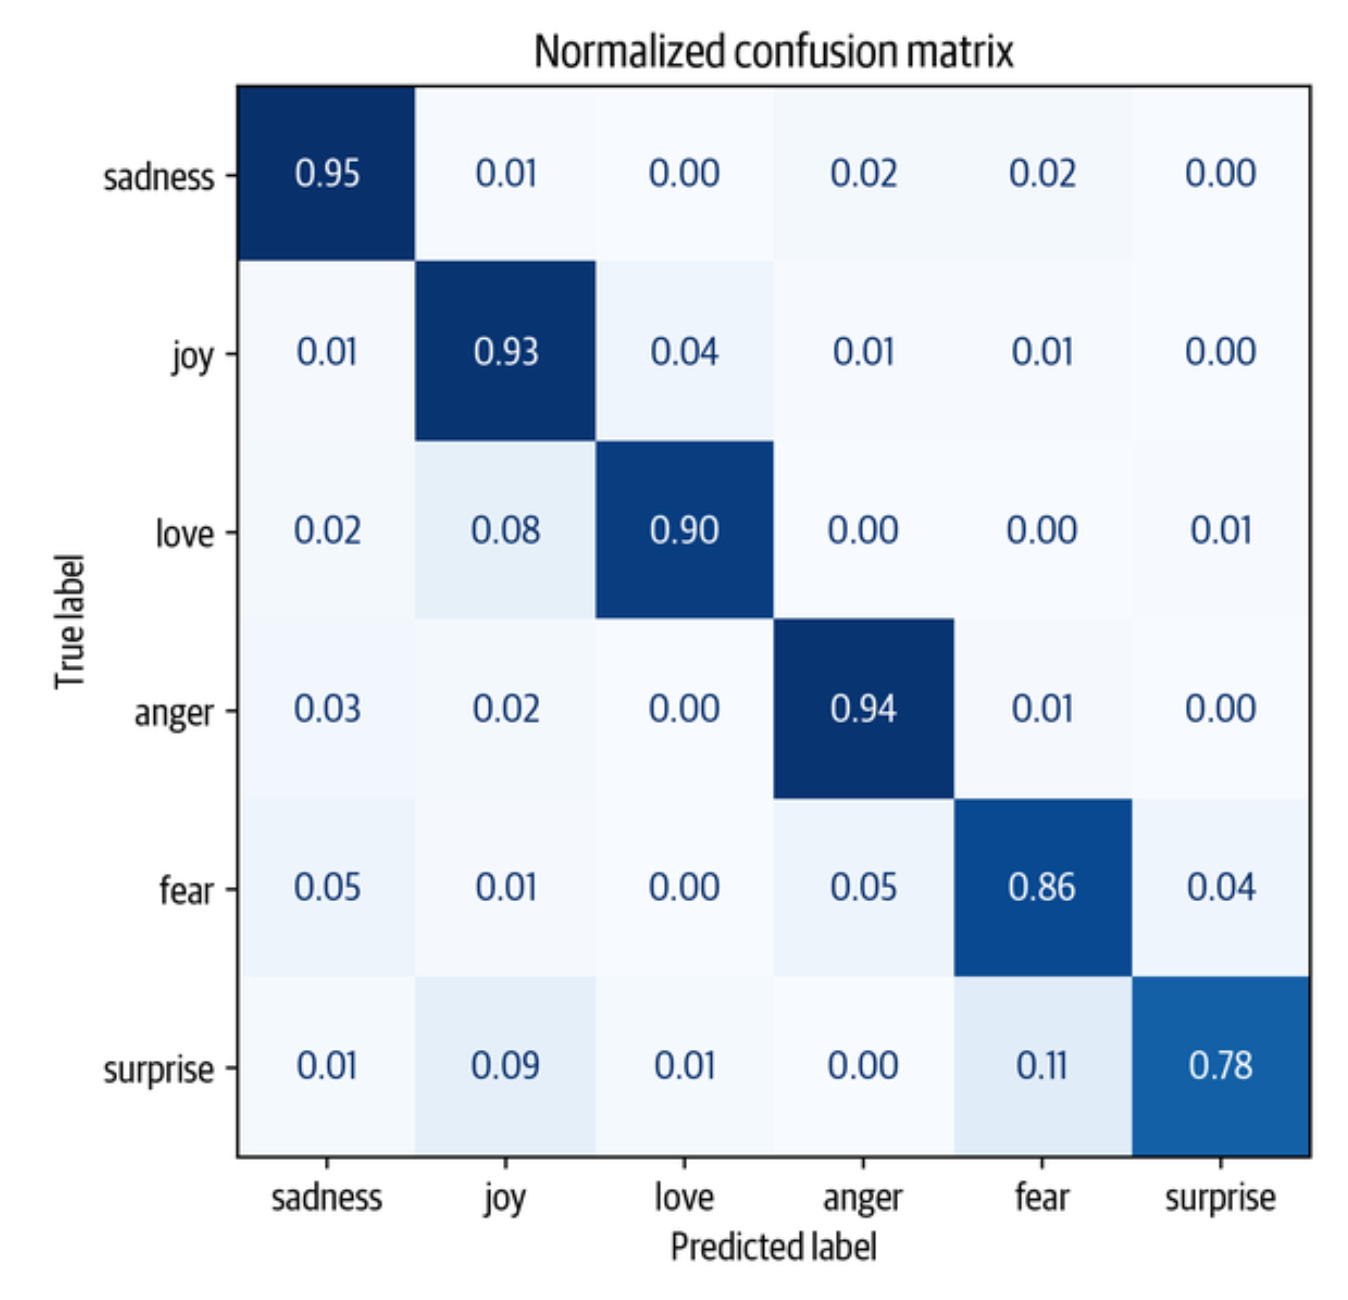 Normalized confusion matrix
sadness 0.95 0.01 0.00 0.02 0.02 0.00
joy 0.01 0.93 0.04 0.01 0.01 0.00
love 0.02 0.08 0.90 0.00 0.00 0.01
anger 0.03 0.02 0.00 0.94 0.01 0.00
fear 0.05 0.01 0.00 0.05 0.86 0.04
surprise 0.01 0.09 0.01 0.00 0.11 0.78
True label
sadness joy love anger fear surprise
Predicted label